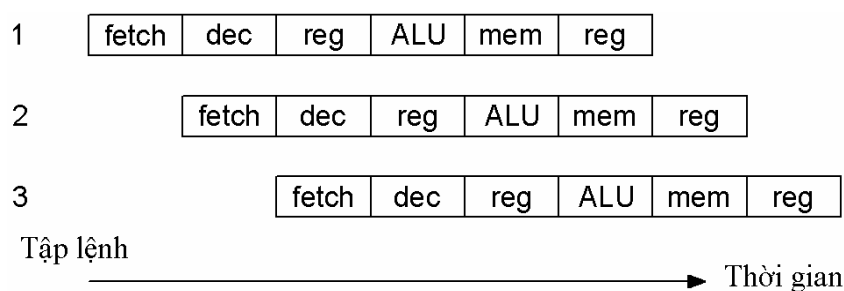 1 fetch dec reg ALU mem reg
2 fetch dec reg ALU mem reg
3 fetch dec reg ALU mem reg
Tập lệnh
Thời gian